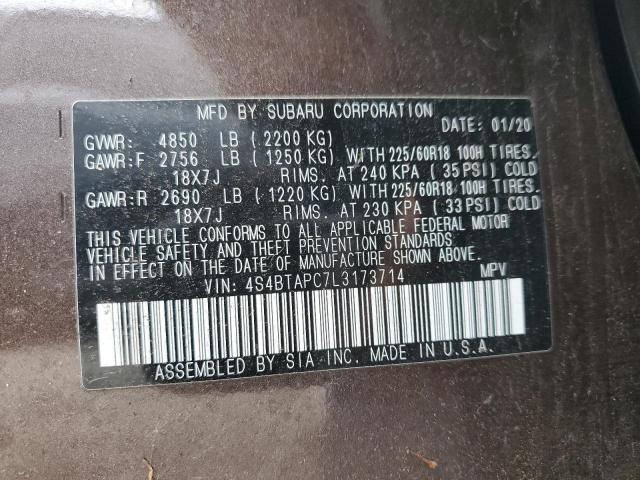 MFD BY SUBARU CORPORATION
DATE: 01/20
GVWR: 4850 LB ( 2200 KG)
GAWR:F 2756 LB ( 1250 KG) WITH 225/60R18 100H TIRES.
18X7J RIMS. AT 240 KPA ( 35 PSI) COLD
GAWR:R 2690 LB ( 1220 KG) WITH 225/60R18 100H TIRES.
18X7J RIMS. AT 230 KPA ( 33 PSI) COLD
THIS VEHICLE CONFORMS TO ALL APPLICABLE FEDERAL MOTOR
VEHICLE SAFETY AND THEFT PREVENTION STANDARDS
IN EFFECT ON THE DATE OF MANUFACTURE SHOWN ABOVE.
VIN: 4S4BTAPC7L3173714 MPV
ASSEMBLED BY SIA INC. MADE IN U.S.A.